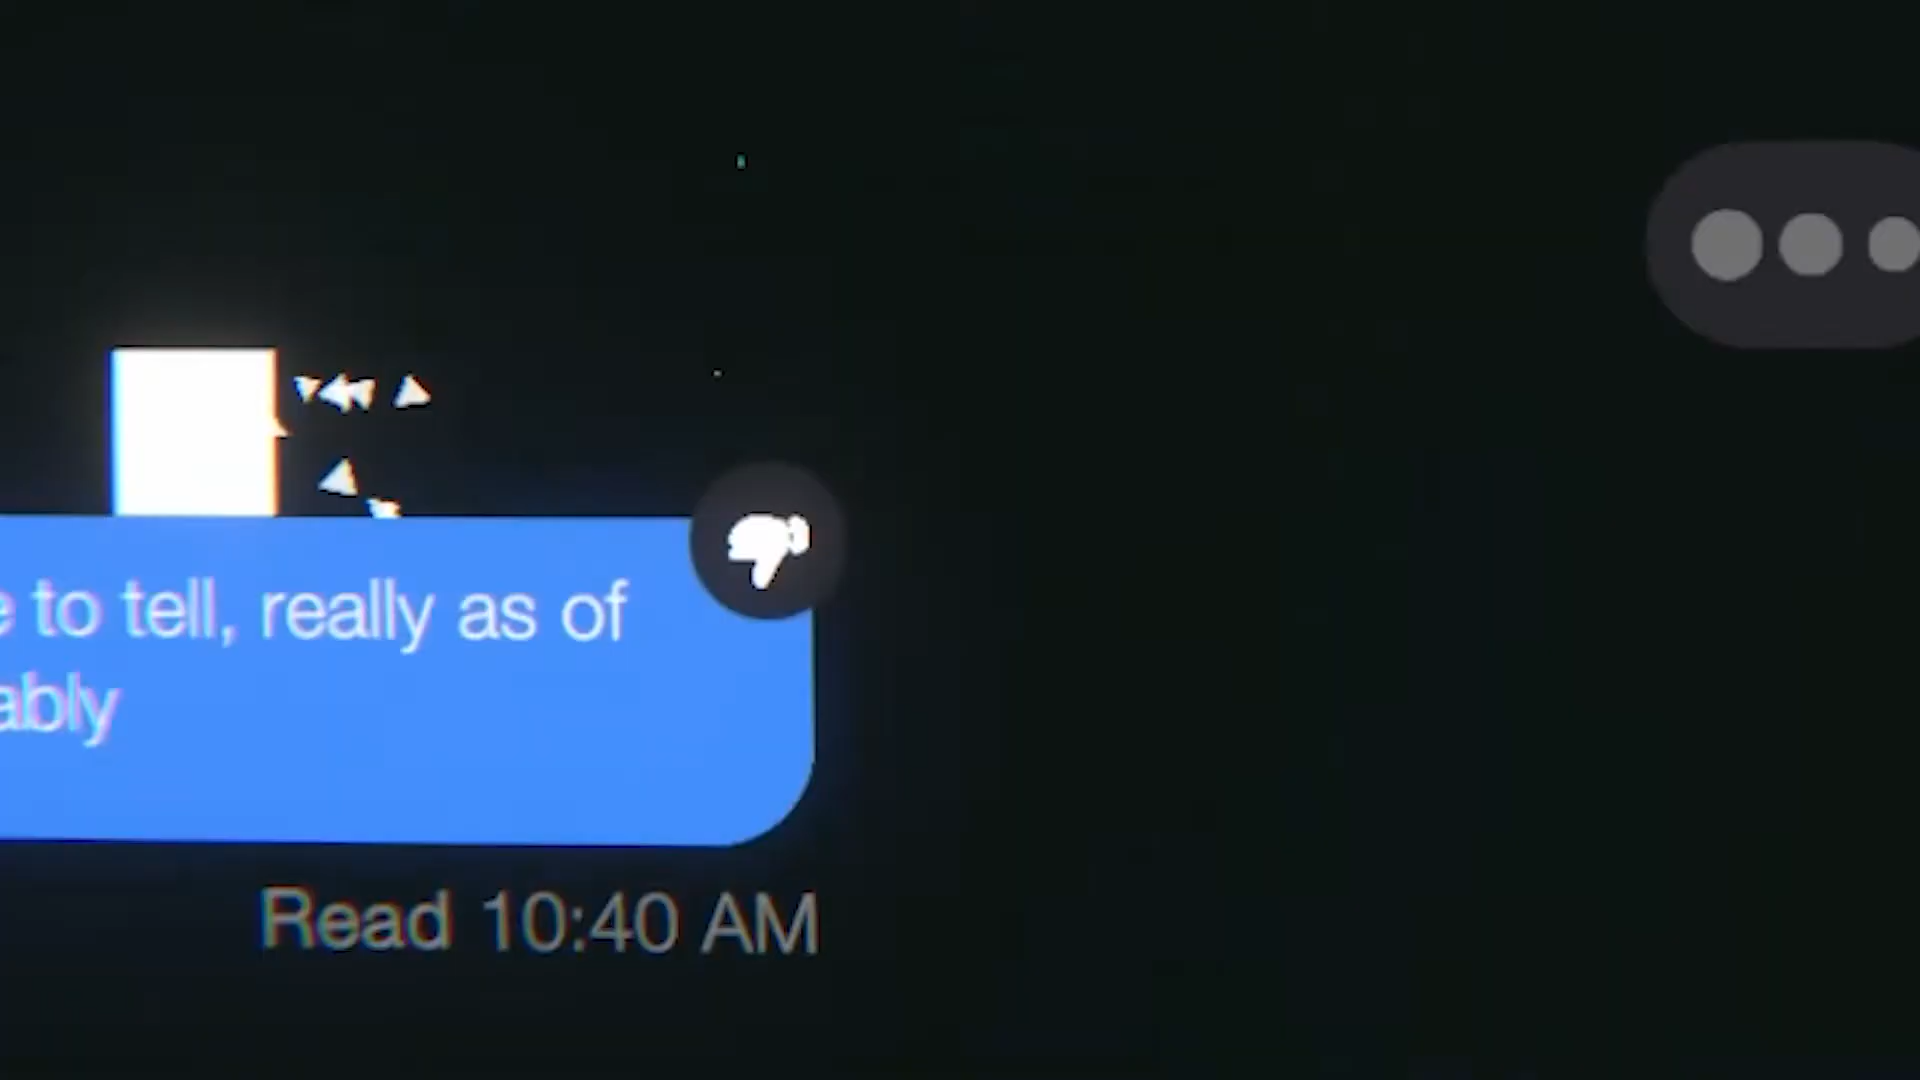 to tell, really as of
ably
Read 10:40 AM